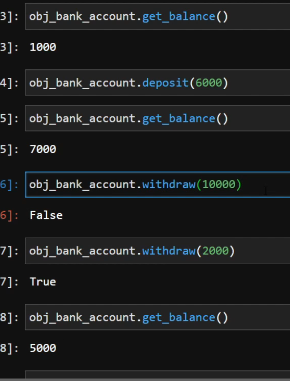 3]: obj_bank_account.get_balance()
3]: 1000
4]: obj_bank_account.deposit(6000)
5]: obj_bank_account.get_balance()
5]: 7000
6]: obj_bank_account.withdraw(10000)
6]: False
7]: obj_bank_account.withdraw(2000)
7]: True
8]: obj_bank_account.get_balance()
8]: 5000